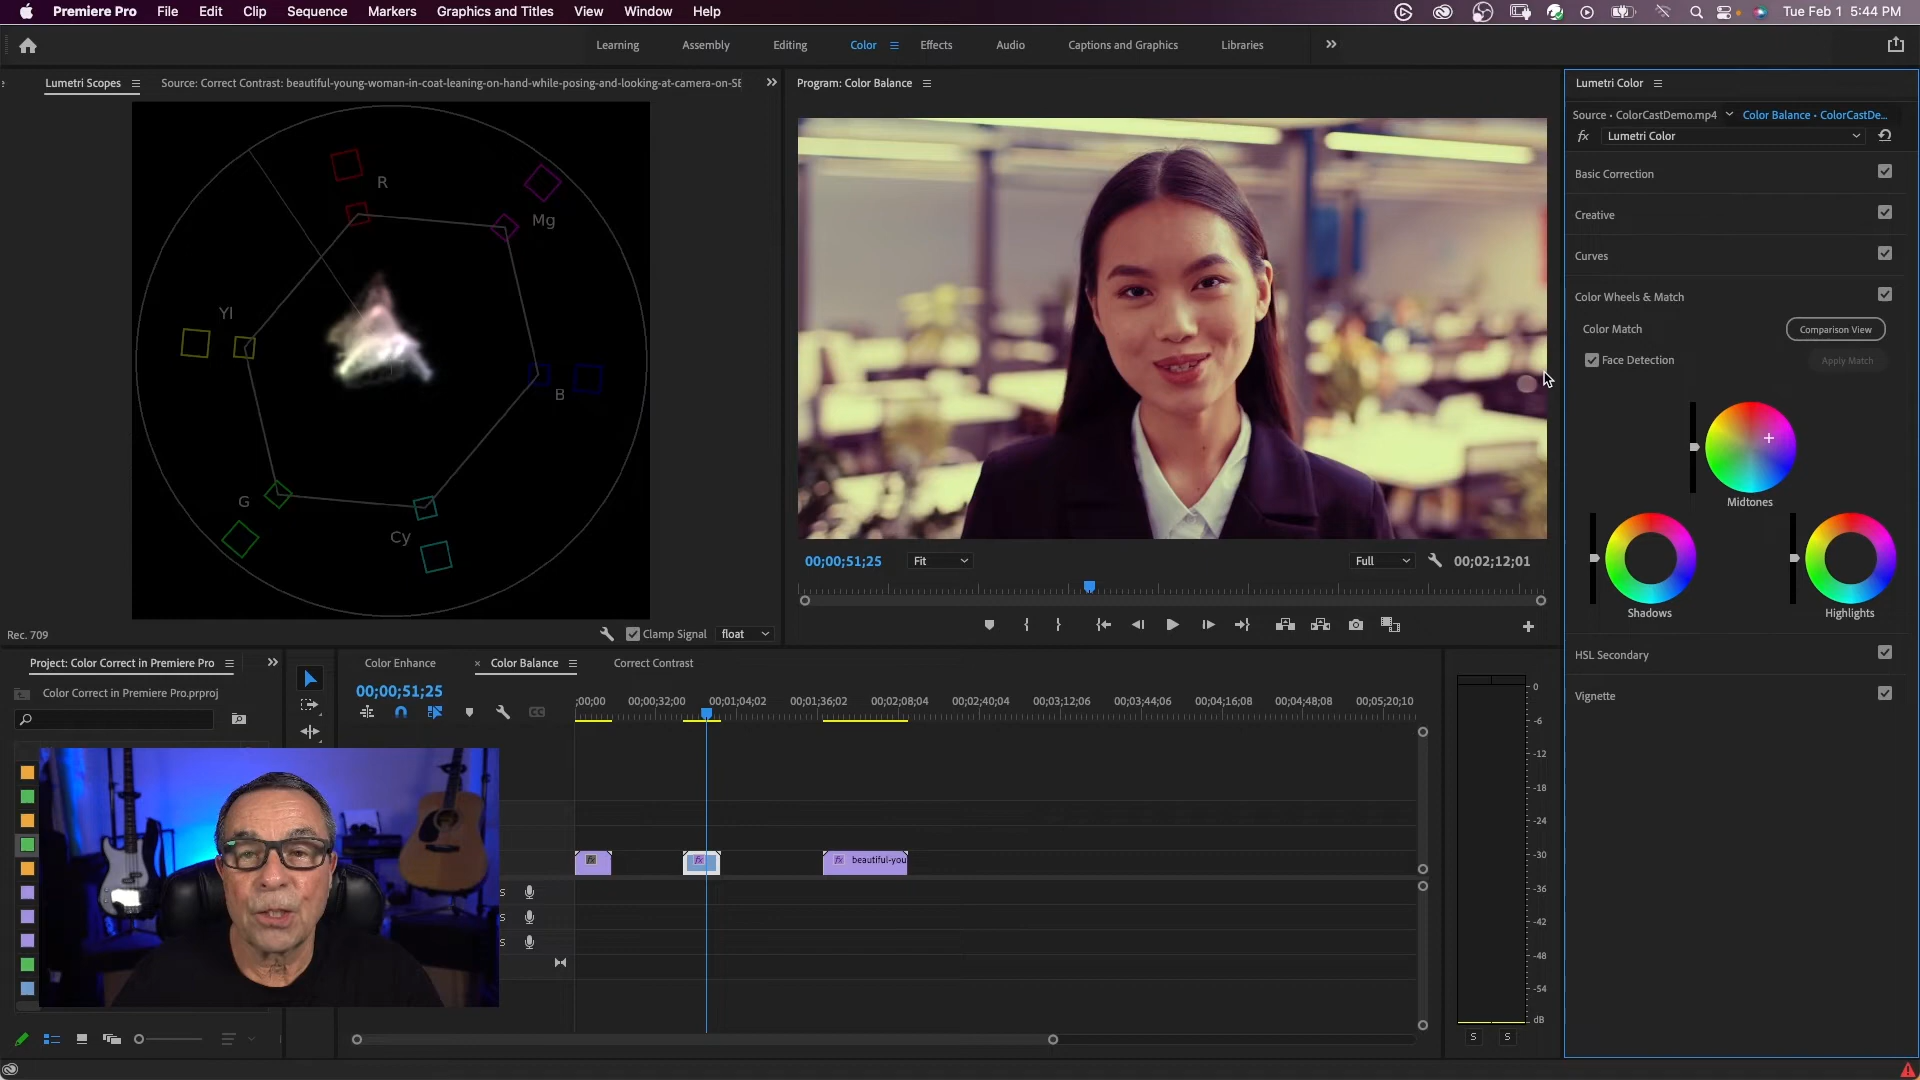 Premiere Pro File Edit Clip Sequence Markers Graphics and Titles View Window Help Tue Feb 1 5:44 PM
Learning Assembly Editing Color Effects Audio Captions and Graphics Libraries
Lumetri Scopes Source: Correct Contrast: beautiful-young-woman-in-coat-leaning-on-hand-while-posing-and-looking-at-camera-on-SE
R
Mg
Yl
B
G
Cy
Rec. 709 Clamp Signal float
Program: Color Balance
00;00;51;25 Fit Full 00;02;12;01
Lumetri Color
Source • ColorCastDemo.mp4 Color Balance • ColorCastDe...
fx Lumetri Color
Basic Correction
Creative
Curves
Color Wheels & Match
Color Match Comparison View
Face Detection Apply Match
Midtones
Shadows Highlights
HSL Secondary
Vignette
Project: Color Correct in Premiere Pro
Color Correct in Premiere Pro.prproj
Color Enhance × Color Balance Correct Contrast
00;00;51;25
;00;00 00;00;32;00 00;01;04;02 00;01;36;02 00;02;08;04 00;02;40;04 00;03;12;06 00;03;44;06 00;04;16;08 00;04;48;08 00;05;20;10
fx fx fx beautiful-you
S
S
S
0
-6
-12
-18
-24
-30
-36
-42
-48
-54
dB
S S